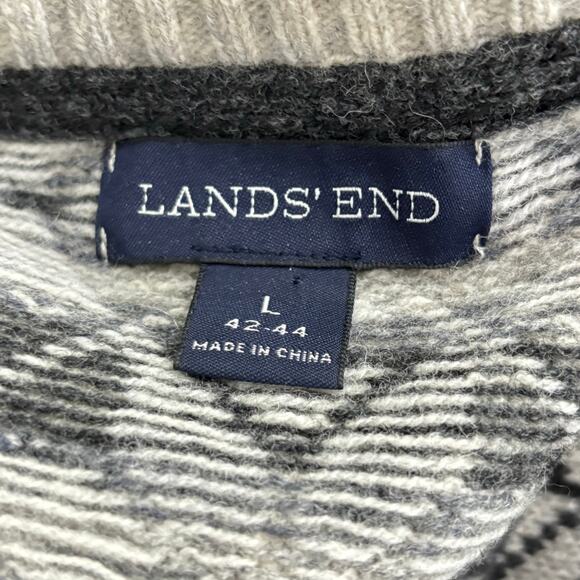 LANDS' END
L
42-44
MADE IN CHINA